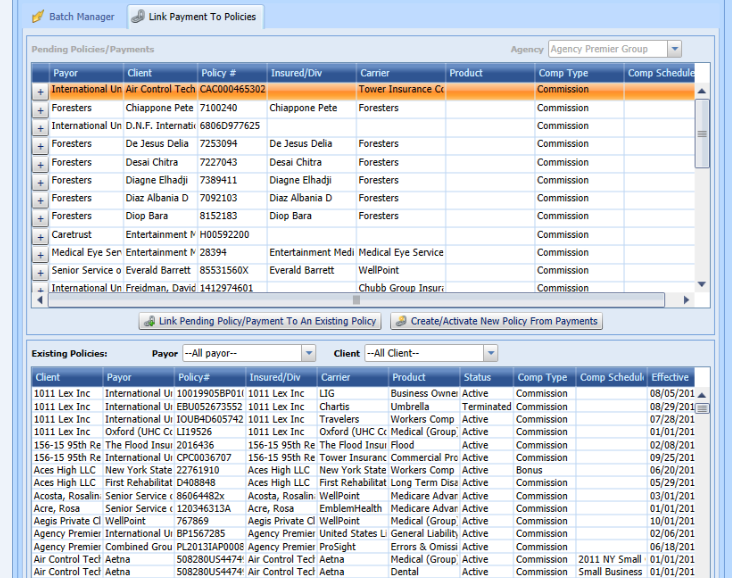 Batch Manager Link Payment To Policies
Pending Policies/Payments Agency Agency Premier Group
Payor Client Policy # Insured/Div Carrier Product Comp Type Comp Schedule
+ International Un Air Control Tech CAC000465302 Tower Insurance Co Commission
+ Foresters Chiappone Pete 7100240 Chiappone Pete Foresters Commission
+ International Un D.N.F. Internatio 6806D977625 Commission
+ Foresters De Jesus Delia 7253094 De Jesus Delia Foresters Commission
+ Foresters Desai Chitra 7227043 Desai Chitra Foresters Commission
+ Foresters Diagne Elhadji 7389411 Diagne Elhadji Foresters Commission
+ Foresters Diaz Albania D 7092103 Diaz Albania D Foresters Commission
+ Foresters Diop Bara 8152183 Diop Bara Foresters Commission
+ Caretrust Entertainment M H00592200 Commission
+ Medical Eye Serv Entertainment M 28394 Entertainment Medi Medical Eye Service Commission
+ Senior Service o Everald Barrett 85531560X Everald Barrett WellPoint Commission
+ International Un Freidman, David 1412974601 Chubb Group Insura Commission
Link Pending Policy/Payment To An Existing Policy Create/Activate New Policy From Payments
Existing Policies: Payor --All payor-- Client --All Client--
Client Payor Policy# Insured/Div Carrier Product Status Comp Type Comp Schedule Effective
1011 Lex Inc International Un 10019905BP010 1011 Lex Inc LIG Business Owner Active Commission 08/05/201
1011 Lex Inc International Un EBU052673552 1011 Lex Inc Chartis Umbrella Terminated Commission 08/29/201
1011 Lex Inc International Un IOUB4D605742 1011 Lex Inc Travelers Workers Comp Active Commission 07/28/201
1011 Lex Inc Oxford (UHC Co LI19526 1011 Lex Inc Oxford (UHC Co Medical (Group) Active Commission 01/01/201
156-15 95th Re The Flood Insur 2016436 156-15 95th Re The Flood Insur Flood Active Commission 02/08/201
156-15 95th Re International Un CPC0036707 156-15 95th Re Tower Insuranc Commercial Pro Active Commission 09/25/201
Aces High LLC New York State 22761910 Aces High LLC New York State Workers Comp Active Bonus 06/20/201
Aces High LLC First Rehabilitat D408848 Aces High LLC First Rehabilitat Long Term Disa Active Commission 05/29/201
Acosta, Rosalin Senior Service o 86064482x Acosta, Rosalin WellPoint Medicare Advan Active Commission 03/01/201
Acre, Rosa Senior Service o 120346313A Acre, Rosa EmblemHealth Medicare Advan Active Commission 01/01/201
Aegis Private Cl WellPoint 767869 Aegis Private Cl WellPoint Medical (Group) Active Commission 10/01/201
Agency Premier International Un BP1567285 Agency Premier United States Li General Liability Active Commission 02/06/201
Agency Premier Combined Grou PL2013IAP0008 Agency Premier ProSight Errors & Omissi Active Commission 06/18/201
Air Control Tech Aetna 508280US4474 Air Control Tech Aetna Medical (Group) Active Commission 2011 NY Small 01/01/201
Air Control Tech Aetna 508280US4474 Air Control Tech Aetna Dental Active Commission Small Business 01/01/201